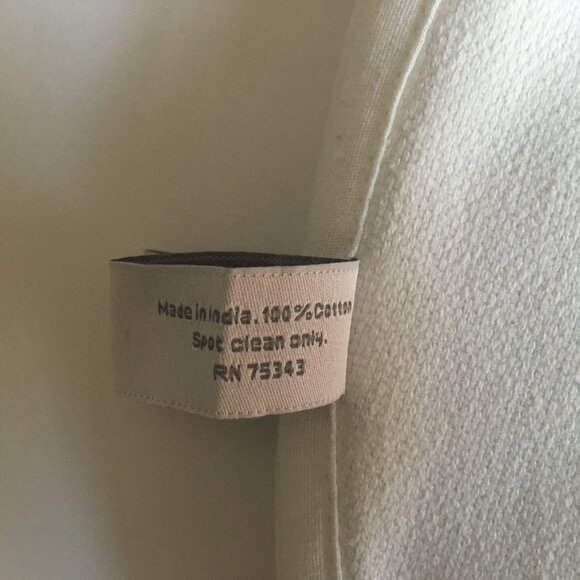 Made in India. 100% Cotton
Spot clean only.
RN 75343